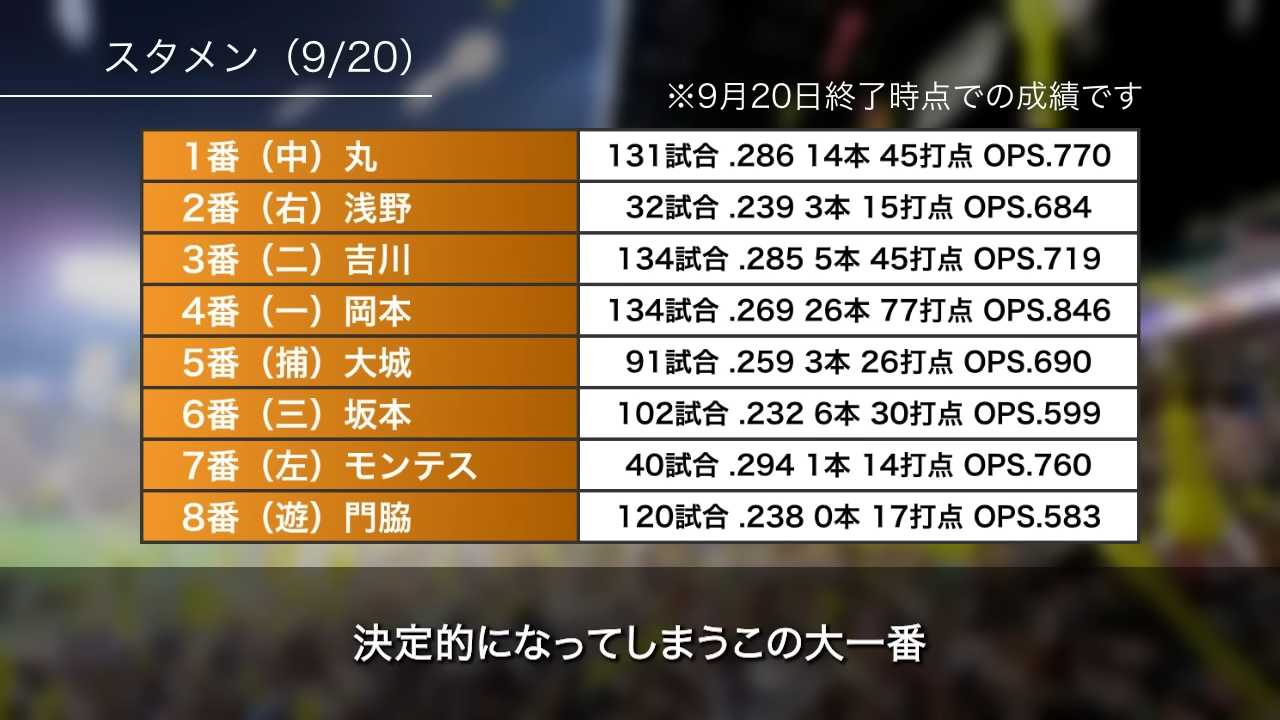 スタメン（9/20）
※9月20日終了時点での成績です
1番（中）丸 131試合 .286 14本 45打点 OPS.770
2番（右）浅野 32試合 .239 3本 15打点 OPS.684
3番（二）吉川 134試合 .285 5本 45打点 OPS.719
4番（一）岡本 134試合 .269 26本 77打点 OPS.846
5番（捕）大城 91試合 .259 3本 26打点 OPS.690
6番（三）坂本 102試合 .232 6本 30打点 OPS.599
7番（左）モンテス 40試合 .294 1本 14打点 OPS.760
8番（遊）門脇 120試合 .238 0本 17打点 OPS.583
決定的になってしまうこの大一番